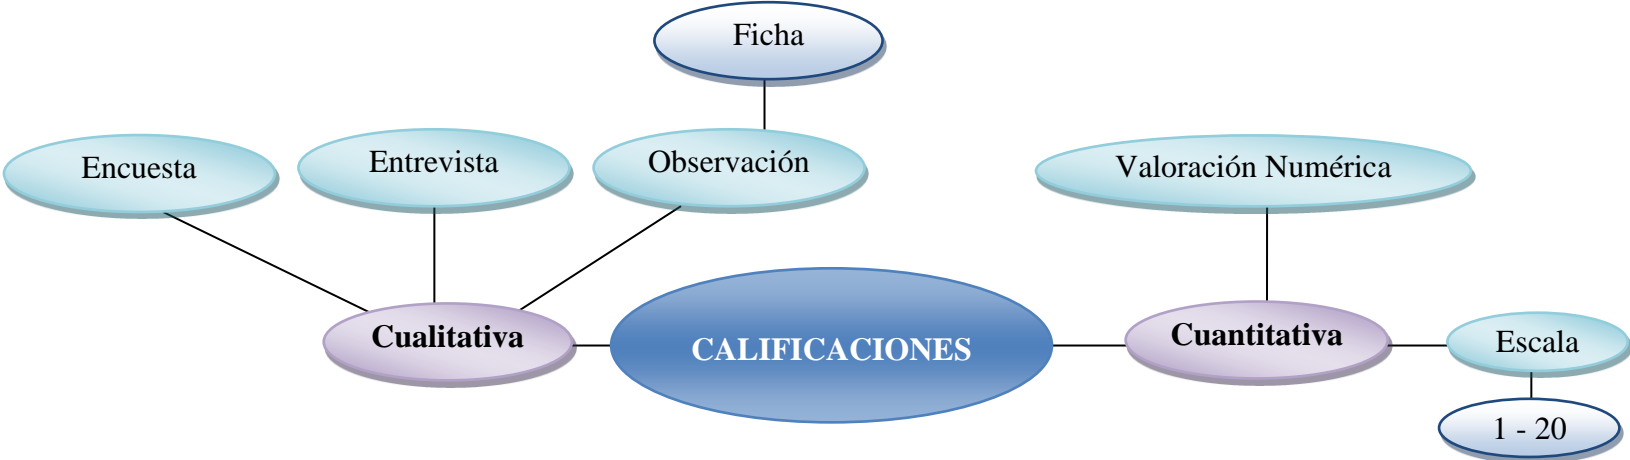 Ficha
Encuesta
Entrevista
Observación
Valoración Numérica
Cualitativa
CALIFICACIONES
Cuantitativa
Escala
1 - 20